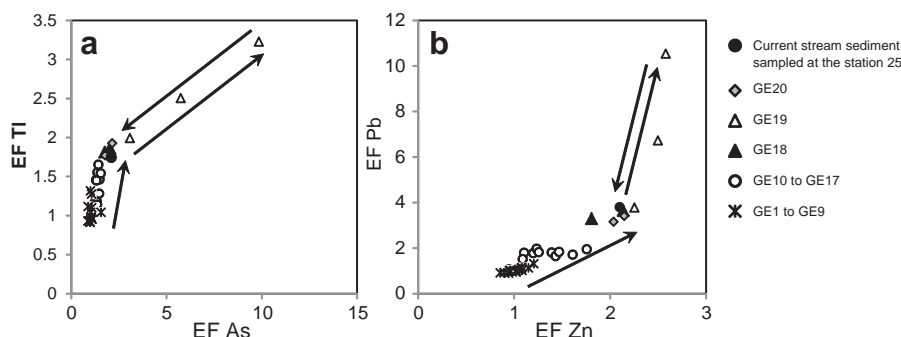 a
3.5
3
2.5
2
1.5
1
0.5
0
0
5
10
15
EF Tl
EF As
b
12
10
8
6
4
2
0
0
1
2
3
EF Pb
EF Zn
Current stream sediment
sampled at the station 25
GE20
GE19
GE18
GE10 to GE17
GE1 to GE9